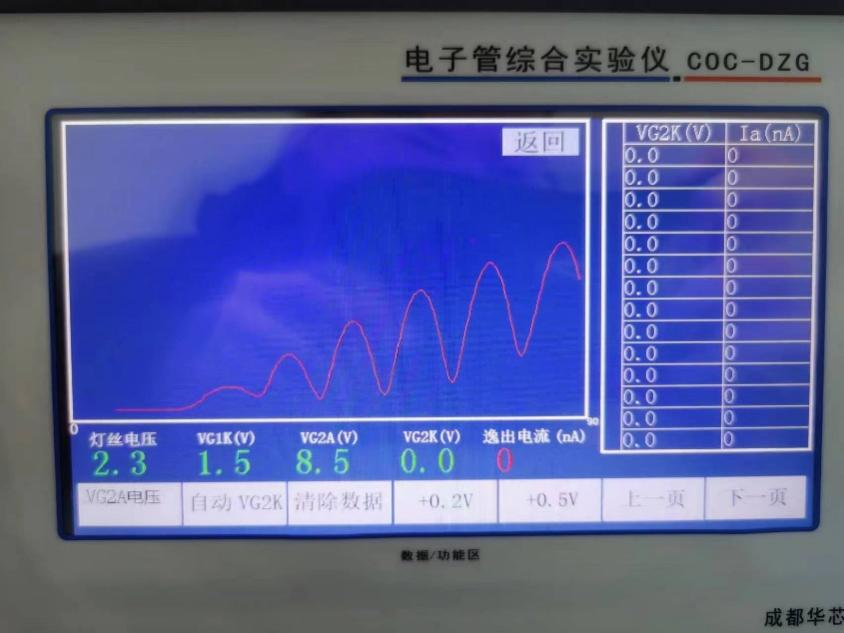 电子管综合实验仪 COC-DZG
返回
VG2K(V) Ia(nA)
0.0 0
0.0 0
0.0 0
0.0 0
0.0 0
0.0 0
0.0 0
0.0 0
0.0 0
0.0 0
0.0 0
0.0 0
0.0 0
0.0 0
0 90
灯丝电压 VG1K(V) VG2A(V) VG2K(V) 逸出电流(nA)
2.3 1.5 8.5 0.0 0
VG2A电压 自动VG2K 清除数据 +0.2V +0.5V 上一页 下一页
数据/功能区
成都华芯